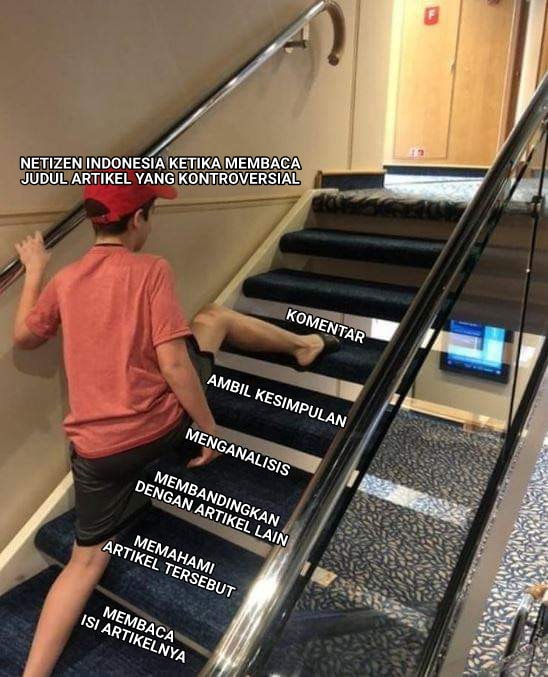 F
NETIZEN INDONESIA KETIKA MEMBACA
JUDUL ARTIKEL YANG KONTROVERSIAL
KOMENTAR
AMBIL KESIMPULAN
MENGANALISIS
MEMBANDINGKAN
DENGAN ARTIKEL LAIN
MEMAHAMI
ARTIKEL TERSEBUT
MEMBACA
ISI ARTIKELNYA